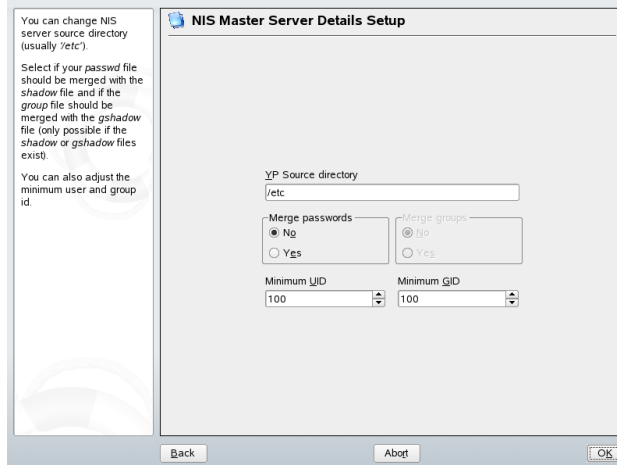 You can change NIS
server source directory
(usually '/etc').
Select if your passwd file
should be merged with the
shadow file and if the
group file should be
merged with the gshadow
file (only possible if the
shadow or gshadow files
exist).
You can also adjust the
minimum user and group
id.
NIS Master Server Details Setup
YP Source directory
/etc
Merge passwords
No
Yes
Merge groups
No
Yes
Minimum UID
100
Minimum GID
100
Back
Abort
OK